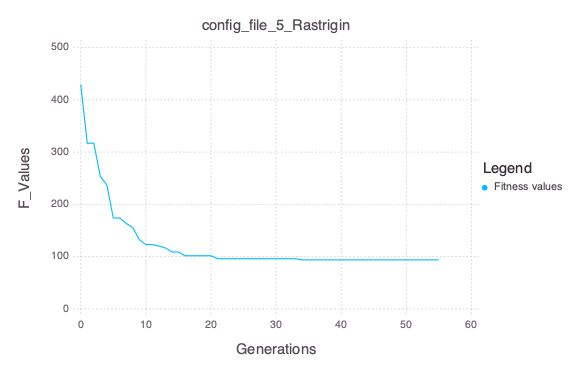 config_file_5_Rastrigin
F_Values
500
400
300
200
100
0
0 10 20 30 40 50 60
Generations
Legend
Fitness values